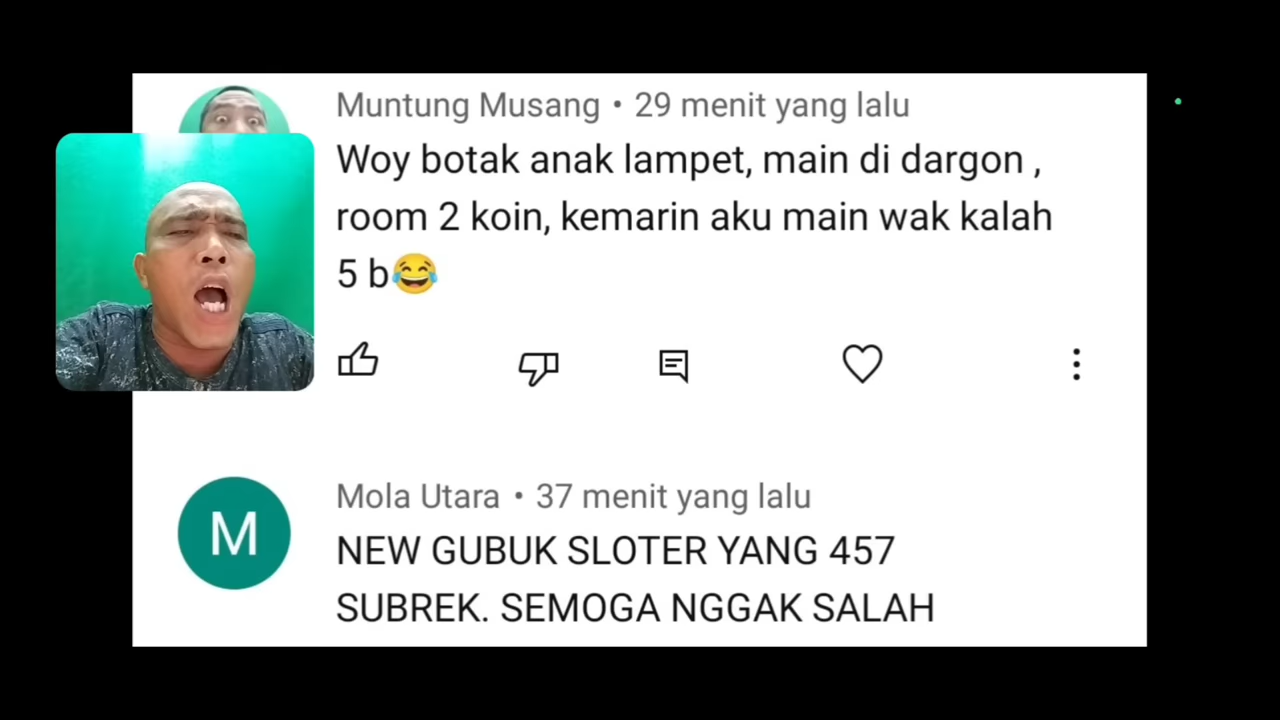 Muntung Musang • 29 menit yang lalu
Woy botak anak lampet, main di dargon ,
room 2 koin, kemarin aku main wak kalah
5 b😂
M
Mola Utara • 37 menit yang lalu
NEW GUBUK SLOTER YANG 457
SUBREK. SEMOGA NGGAK SALAH